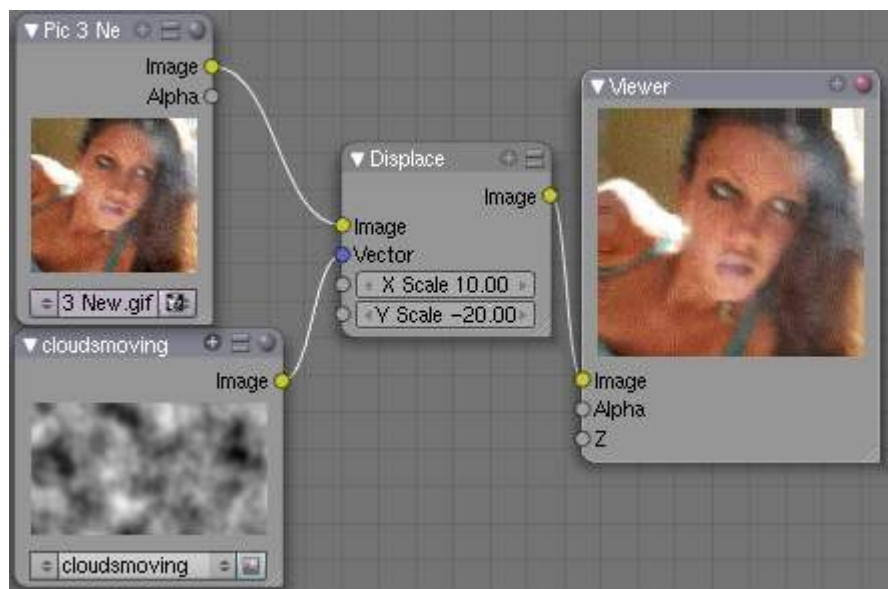 Pic 3 Ne
Image
Alpha
3 New.gif
cloudsmoving
Image
cloudsmoving
Displace
Image
Image
Vector
X Scale 10.00
Y Scale -20.00
Viewer
Image
Alpha
Z